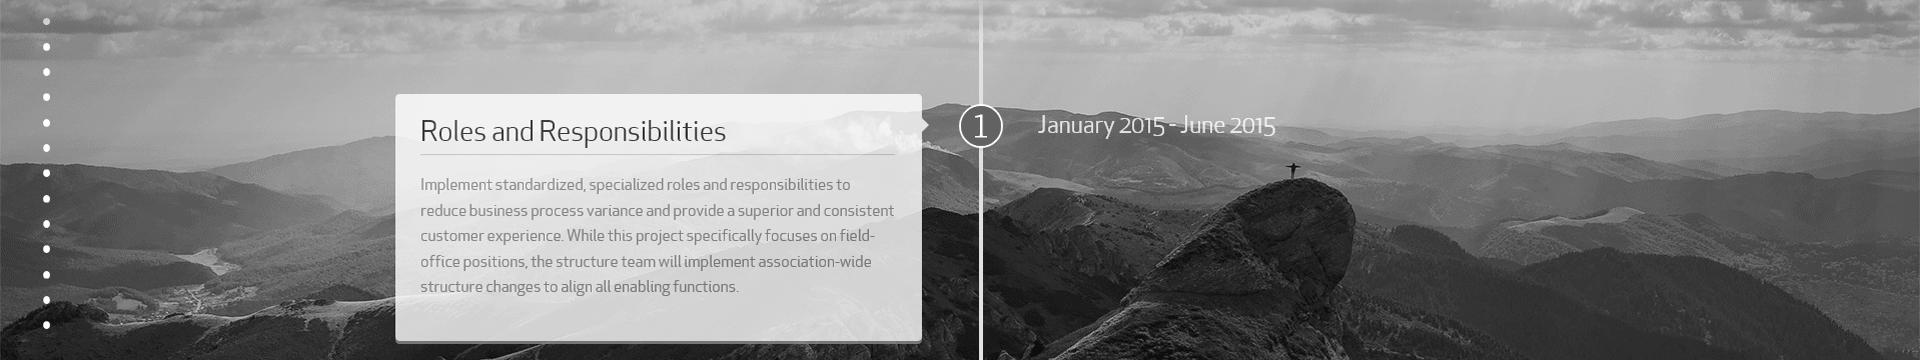 Roles and Responsibilities
Implement standardized, specialized roles and responsibilities to
reduce business process variance and provide a superior and consistent
customer experience. While this project specifically focuses on field-
office positions, the structure team will implement association-wide
structure changes to align all enabling functions.
1
January 2015 - June 2015